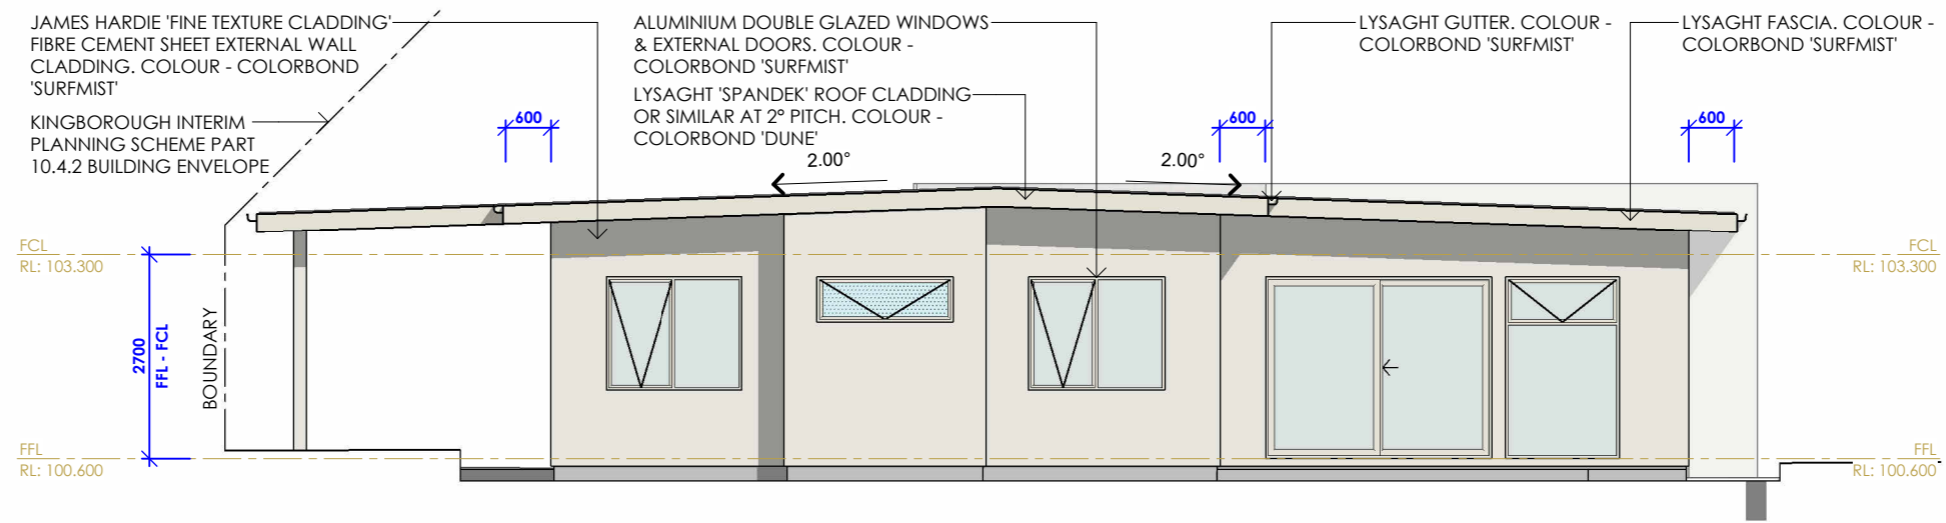 JAMES HARDIE 'FINE TEXTURE CLADDING'
FIBRE CEMENT SHEET EXTERNAL WALL
CLADDING. COLOUR - COLORBOND
'SURFMIST'
KINGBOROUGH INTERIM
PLANNING SCHEME PART
10.4.2 BUILDING ENVELOPE
ALUMINIUM DOUBLE GLAZED WINDOWS
& EXTERNAL DOORS. COLOUR -
COLORBOND 'SURFMIST'
LYSAGHT 'SPANDEK' ROOF CLADDING
OR SIMILAR AT 2° PITCH. COLOUR -
COLORBOND 'DUNE'
LYSAGHT GUTTER. COLOUR -
COLORBOND 'SURFMIST'
LYSAGHT FASCIA. COLOUR -
COLORBOND 'SURFMIST'
600
600
600
2.00°
2.00°
FCL
RL: 103.300
FCL
RL: 103.300
2700
FFL - FCL
BOUNDARY
FFL
RL: 100.600
FFL
RL: 100.600